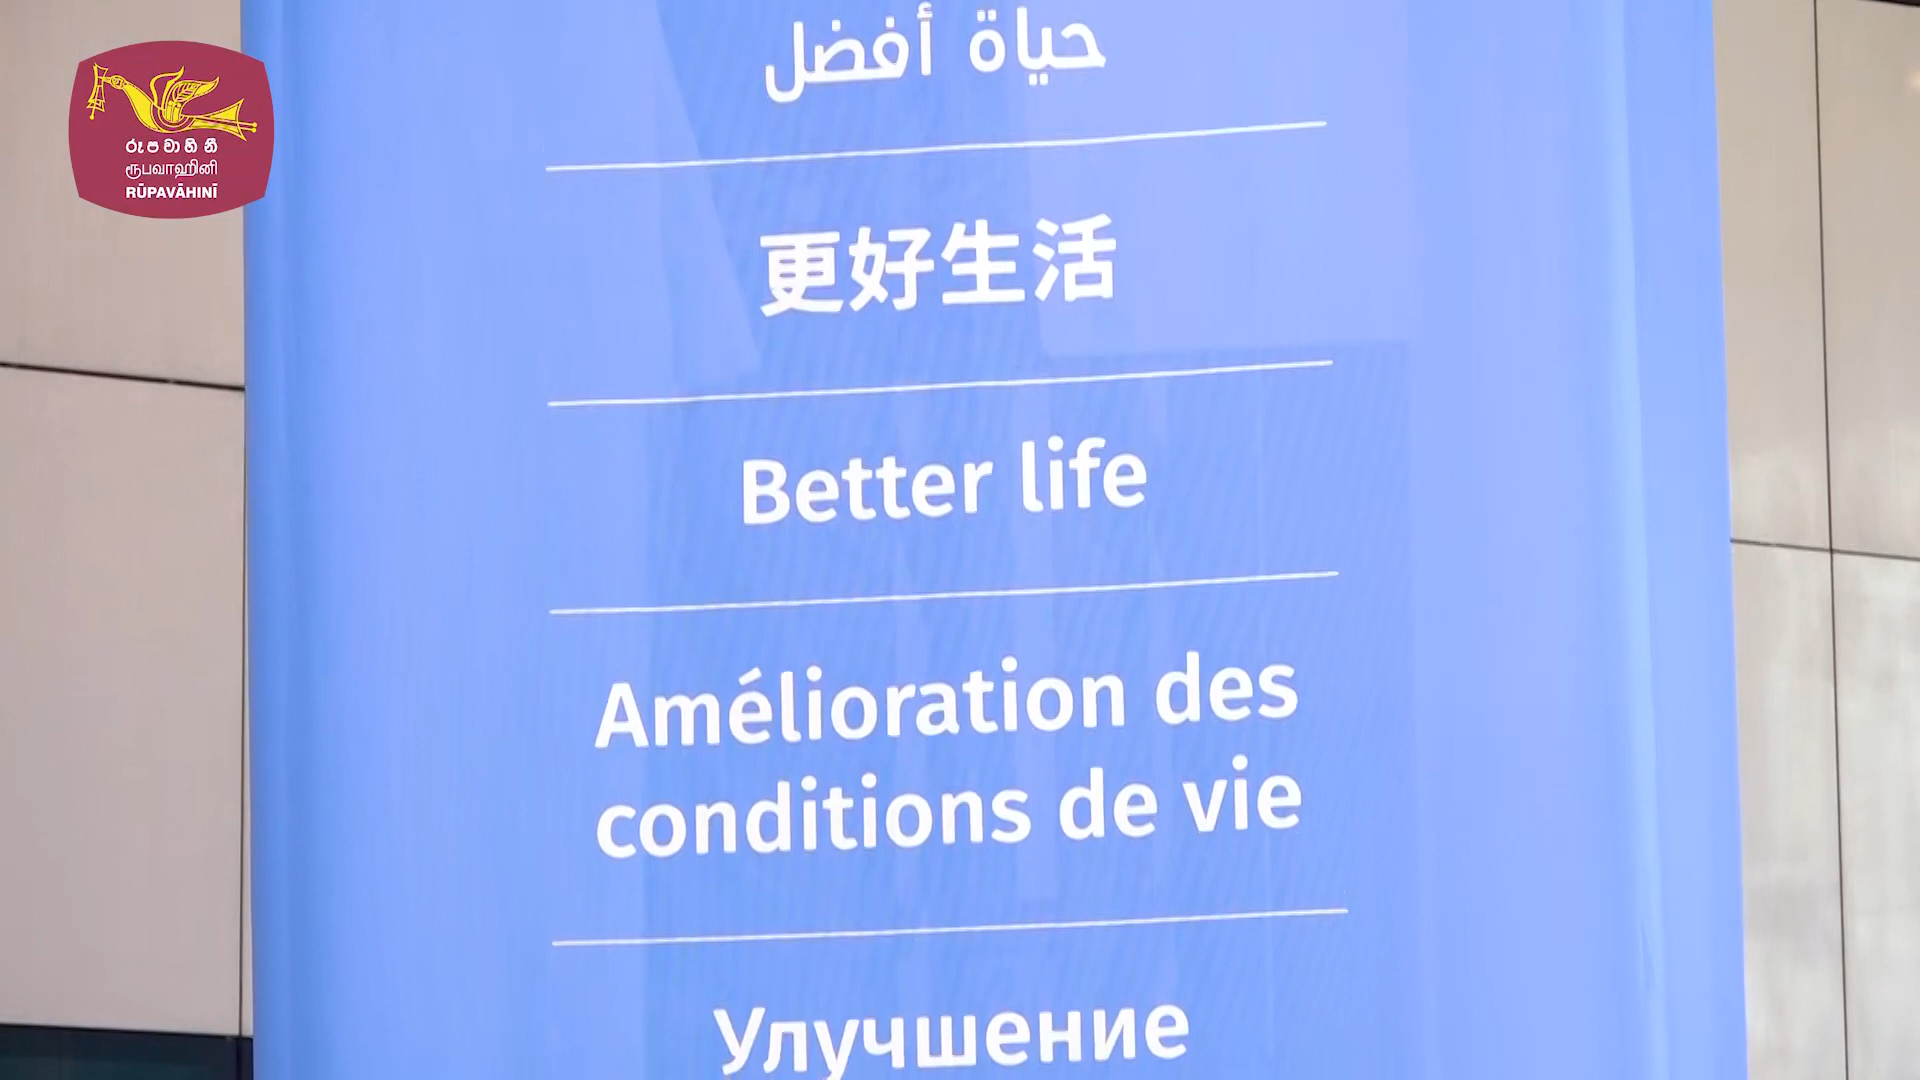 රූපවාහිනී
ரூபவாஹினி
RŪPAVĀHINĪ
حياة أفضل
更好生活
Better life
Amélioration des
conditions de vie
Улучшение